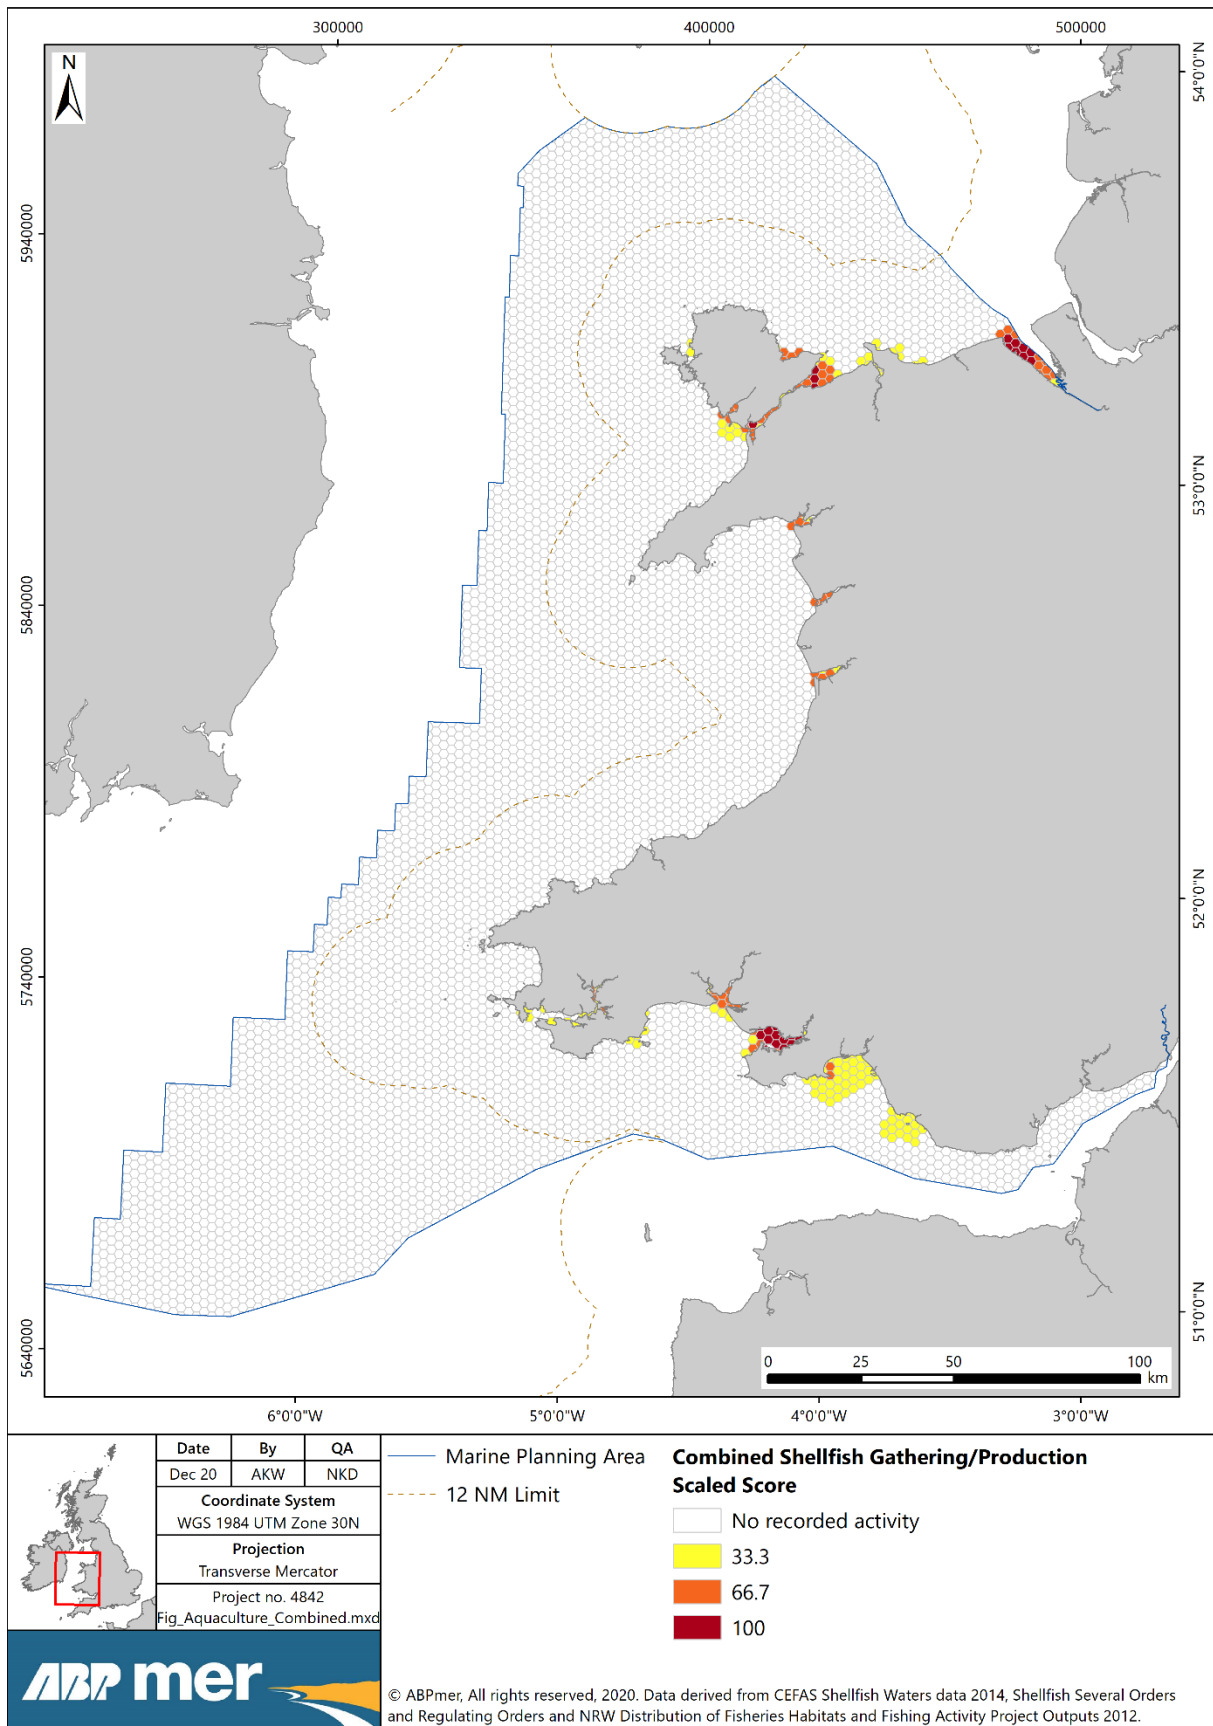 300000
400000
500000
N
54°0'0"N
5940000
53°0'0"N
5840000
52°0'0"N
5740000
51°0'0"N
5640000
0
25
50
100
km
6°0'0"W
5°0'0"W
4°0'0"W
3°0'0"W
Date By QA
Dec 20 AKW NKD
Coordinate System
WGS 1984 UTM Zone 30N
Projection
Transverse Mercator
Project no. 4842
Fig_Aquaculture_Combined.mxd
ABP mer
Marine Planning Area
12 NM Limit
Combined Shellfish Gathering/Production
Scaled Score
No recorded activity
33.3
66.7
100
© ABPmer, All rights reserved, 2020. Data derived from CEFAS Shellfish Waters data 2014, Shellfish Several Orders
and Regulating Orders and NRW Distribution of Fisheries Habitats and Fishing Activity Project Outputs 2012.